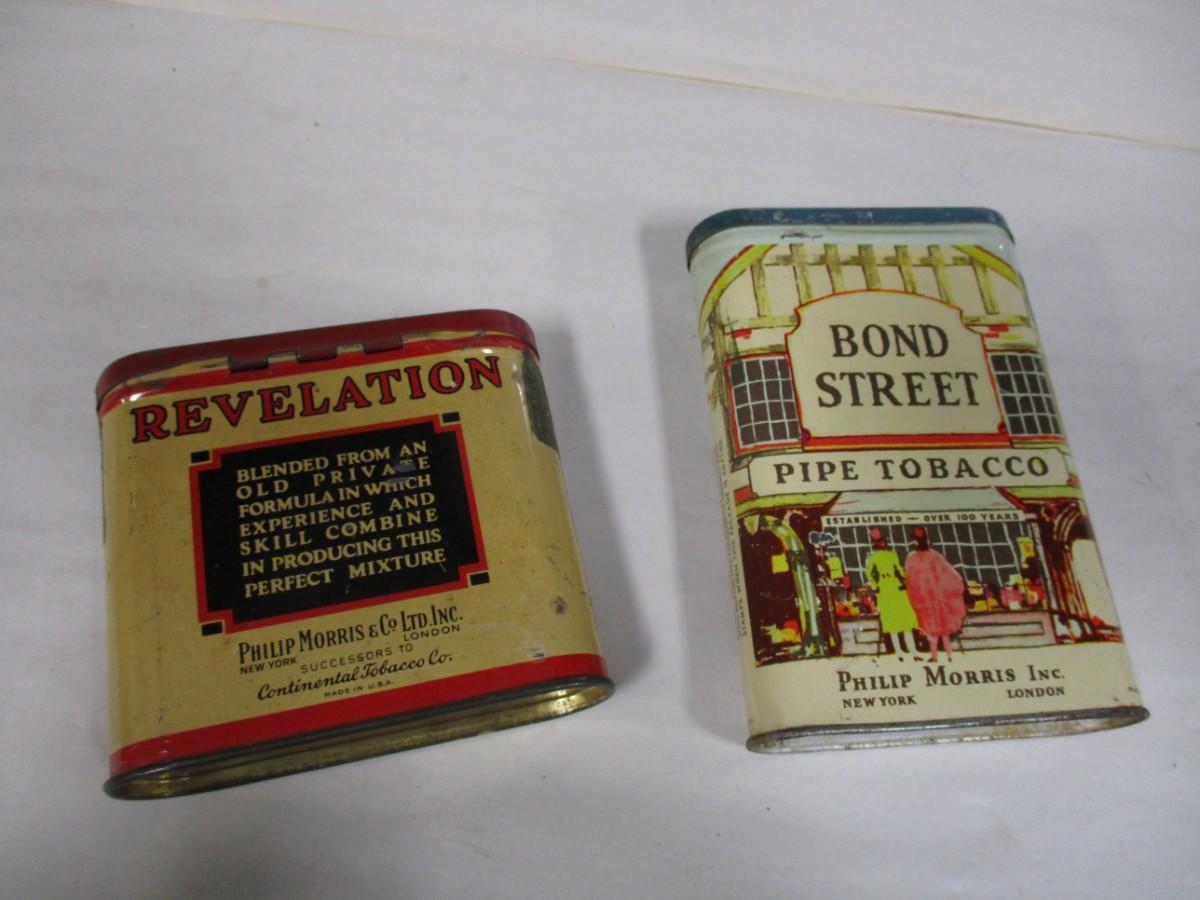 REVELATION
BLENDED FROM AN
OLD PRIVATE
FORMULA IN WHICH
EXPERIENCE AND
SKILL COMBINE
IN PRODUCING THIS
PERFECT MIXTURE
PHILIP MORRIS & CO LTD. INC.
NEW YORK LONDON
SUCCESSORS TO
Continental Tobacco Co.
MADE IN U.S.A.
BOND
STREET
PIPE TOBACCO
ESTABLISHED — OVER 100 YEARS
PHILIP MORRIS INC.
NEW YORK LONDON